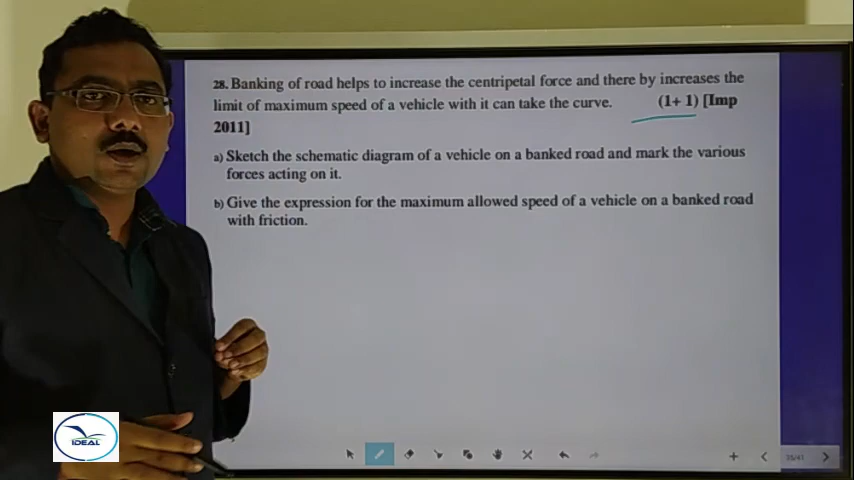 28. Banking of road helps to increase the centripetal force and there by increases the
limit of maximum speed of a vehicle with it can take the curve. (1+ 1) [Imp
2011]
a) Sketch the schematic diagram of a vehicle on a banked road and mark the various
forces acting on it.
b) Give the expression for the maximum allowed speed of a vehicle on a banked road
with friction.
IDEAL
35/41